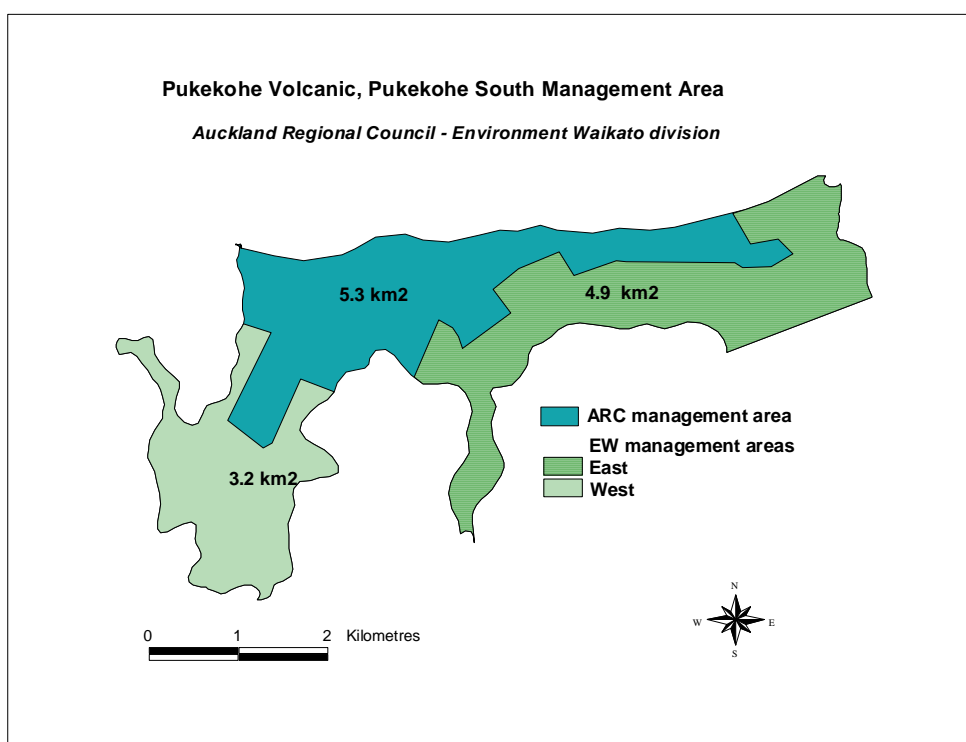 Pukekohe Volcanic, Pukekohe South Management Area
Auckland Regional Council - Environment Waikato division
5.3 km2
4.9 km2
3.2 km2
ARC management area
EW management areas
East
West
0 1 2 Kilometres
N
W E
S